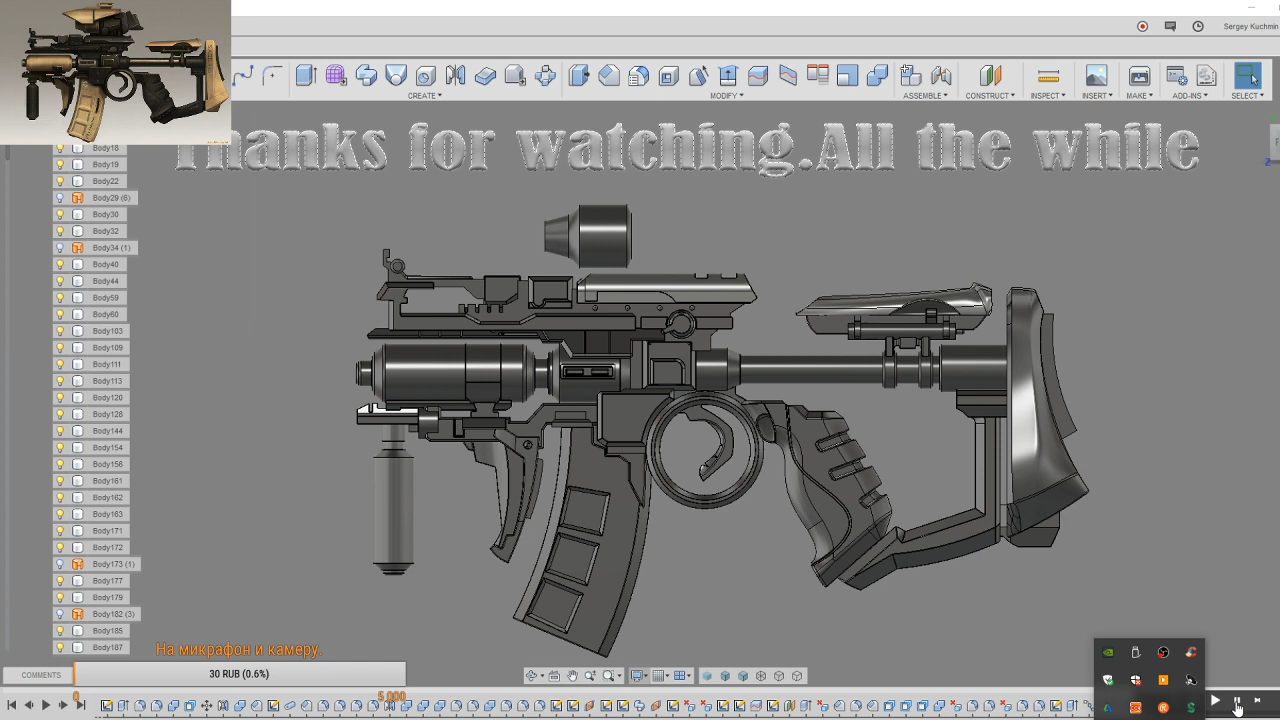 Sergey Kuchmin
CREATE MODIFY ASSEMBLE CONSTRUCT INSPECT INSERT MAKE ADD-INS SELECT
Thanks for watching.All the while
Body18
Body19
Body22
Body29 (6)
Body30
Body32
Body34 (1)
Body40
Body44
Body59
Body60
Body103
Body109
Body111
Body113
Body120
Body128
Body144
Body154
Body156
Body161
Body162
Body163
Body171
Body172
Body173 (1)
Body177
Body179
Body182 (3)
Body185
Body187
На микрафон и камеру.
COMMENTS
30 RUB (0.6%)
0 5 000